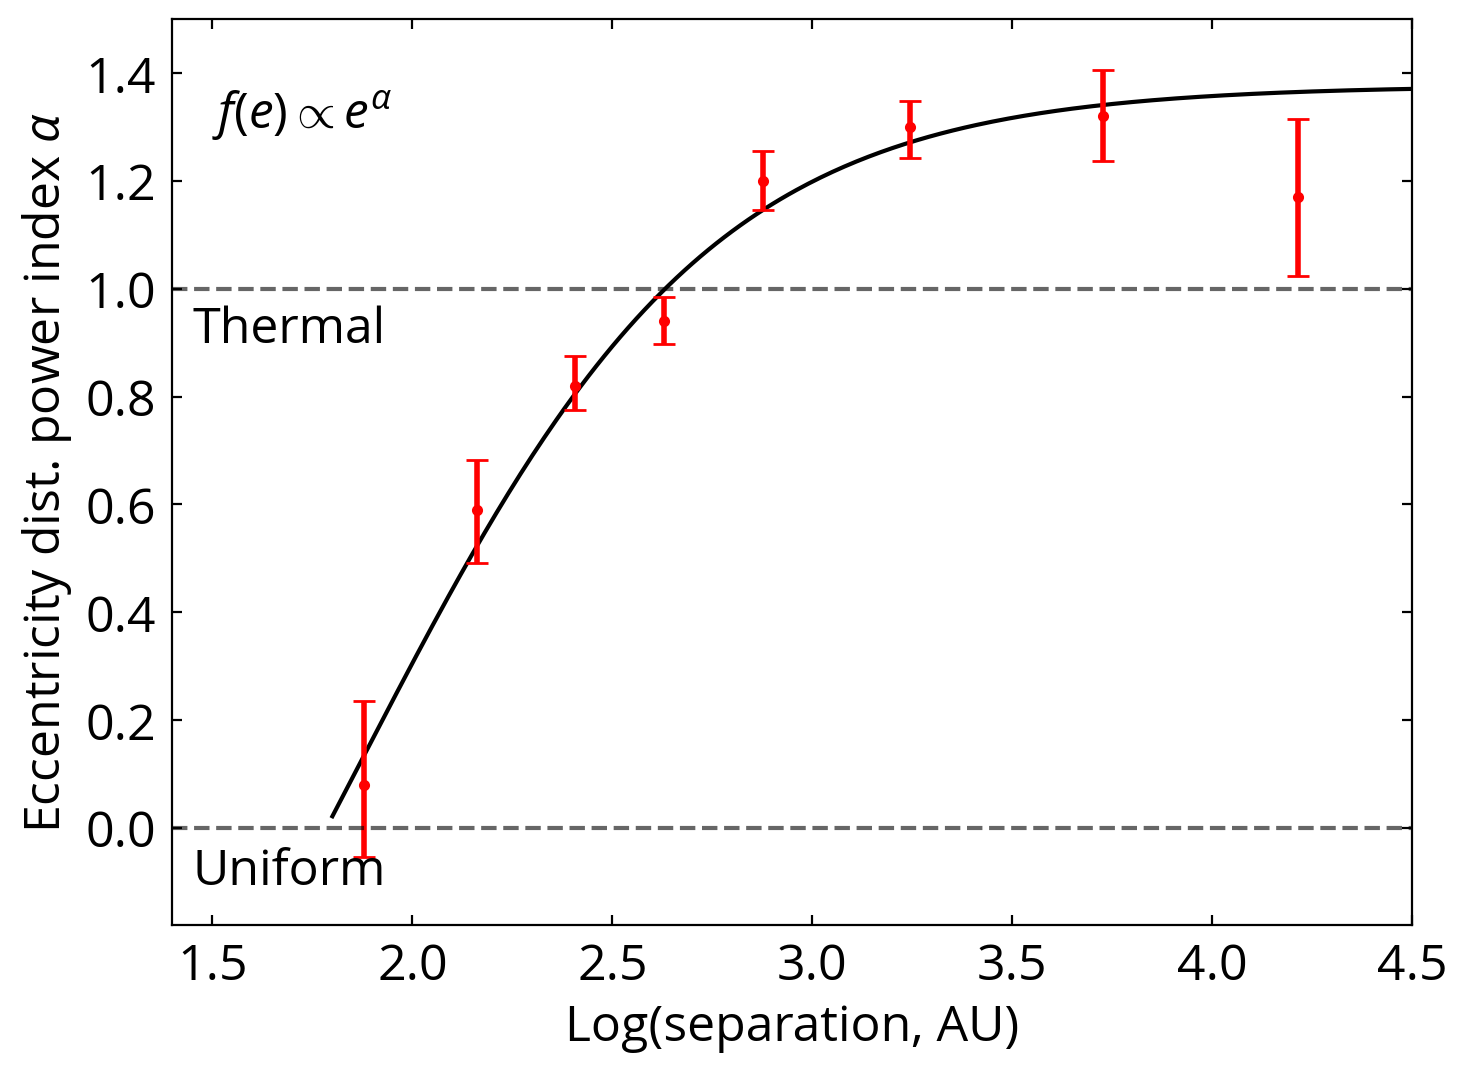 f(e) ∝ e^α
Eccentricity dist. power index α
1.4
1.2
1.0
Thermal
0.8
0.6
0.4
0.2
0.0
Uniform
1.5 2.0 2.5 3.0 3.5 4.0 4.5
Log(separation, AU)